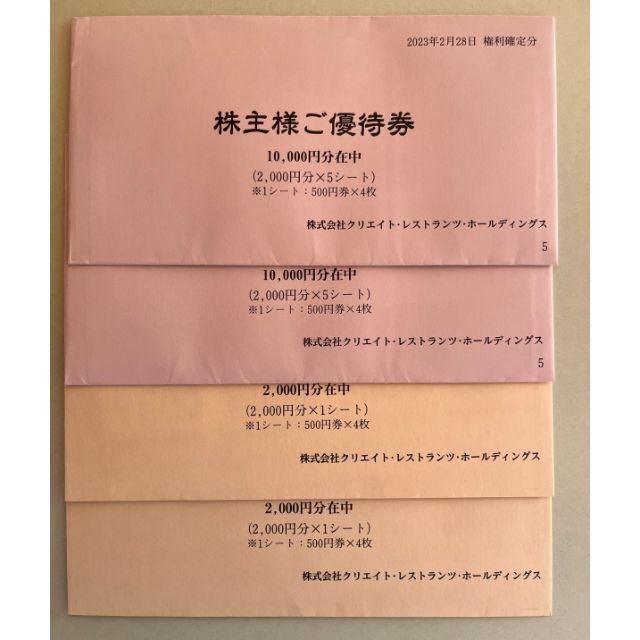 2023年2月28日 権利確定分
株主様ご優待券
10,000円分在中
(2,000円分×5シート)
※1シート：500円券×4枚
株式会社クリエイト・レストランツ・ホールディングス
5
10,000円分在中
(2,000円分×5シート)
※1シート：500円券×4枚
株式会社クリエイト・レストランツ・ホールディングス
5
2,000円分在中
(2,000円分×1シート)
※1シート：500円券×4枚
株式会社クリエイト・レストランツ・ホールディングス
2,000円分在中
(2,000円分×1シート)
※1シート：500円券×4枚
株式会社クリエイト・レストランツ・ホールディングス